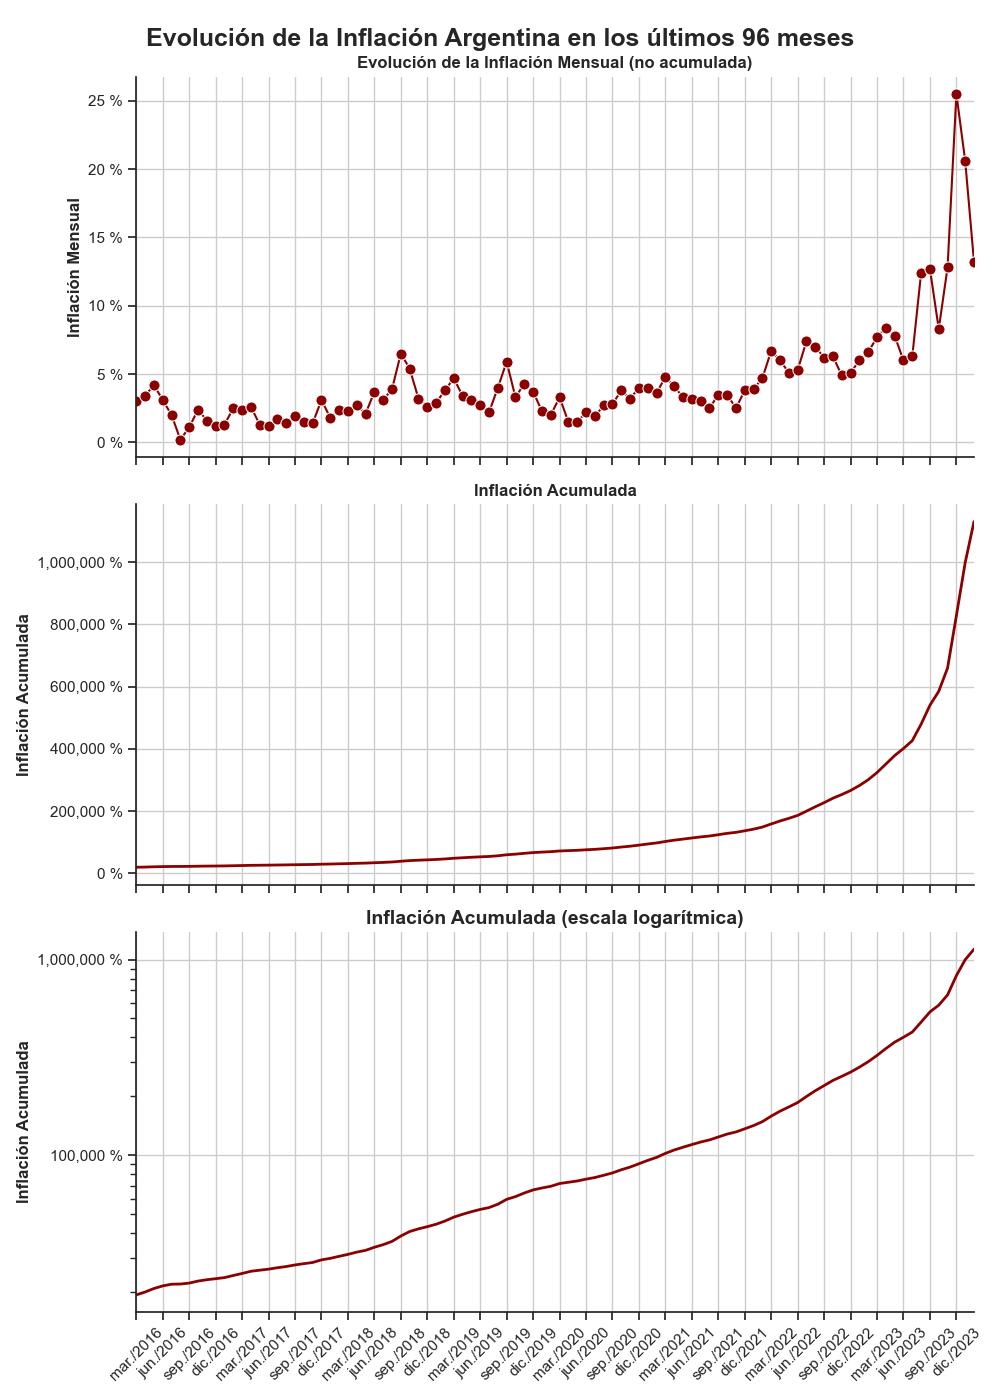 Evolución de la Inflación Argentina en los últimos 96 meses
Evolución de la Inflación Mensual (no acumulada)
25 %
20 %
15 %
10 %
5 %
0 %
Inflación Mensual
Inflación Acumulada
1,000,000 %
800,000 %
600,000 %
400,000 %
200,000 %
0 %
Inflación Acumulada
Inflación Acumulada (escala logarítmica)
1,000,000 %
100,000 %
Inflación Acumulada
mar./2016
jun./2016
sep./2016
dic./2016
mar./2017
jun./2017
sep./2017
dic./2017
mar./2018
jun./2018
sep./2018
dic./2018
mar./2019
jun./2019
sep./2019
dic./2019
mar./2020
jun./2020
sep./2020
dic./2020
mar./2021
jun./2021
sep./2021
dic./2021
mar./2022
jun./2022
sep./2022
dic./2022
mar./2023
jun./2023
sep./2023
dic./2023